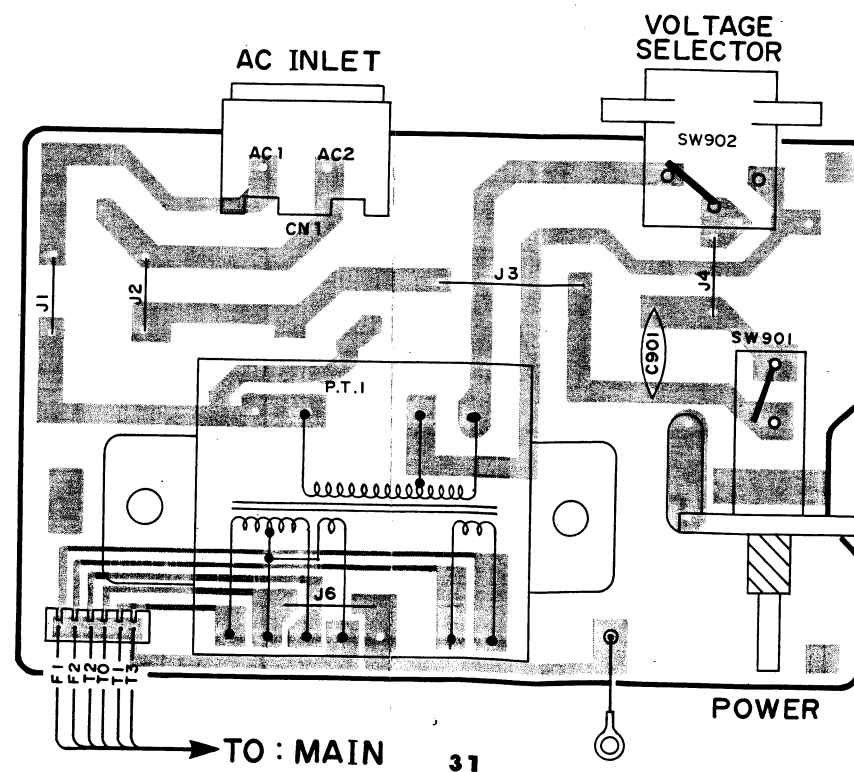 VOLTAGE
SELECTOR
AC INLET
SW902
AC1 AC2
CN1
J1
J2
J3
J4
C901
SW901
P.T.1
J6
F1
F2
T2
T0
T1
T3
POWER
TO : MAIN
31